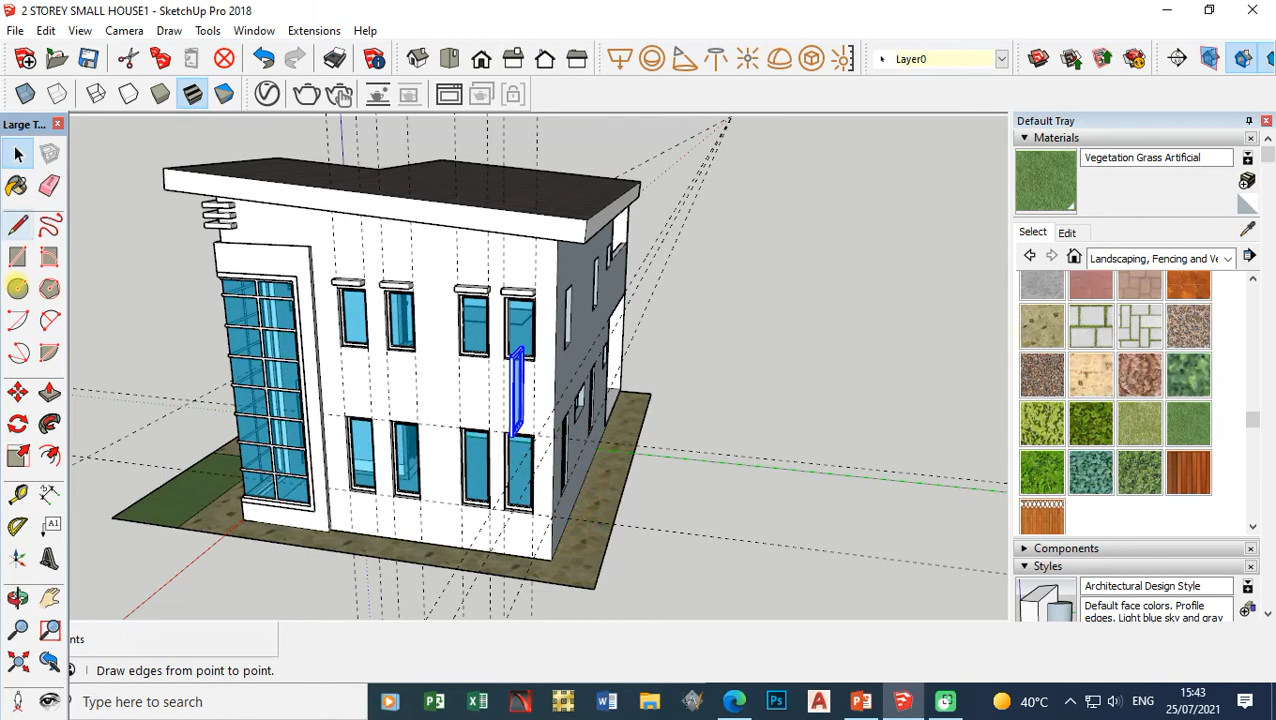 2 STOREY SMALL HOUSE1 - SketchUp Pro 2018
File Edit View Camera Draw Tools Window Extensions Help
Layer0
Large T...
Default Tray
Materials
Vegetation Grass Artificial
Select Edit
Landscaping, Fencing and Ve
Components
Styles
Architectural Design Style
Default face colors. Profile
edges. Light blue sky and gray
A1
nts
Draw edges from point to point.
Type here to search
40°C
ENG
15:43
25/07/2021